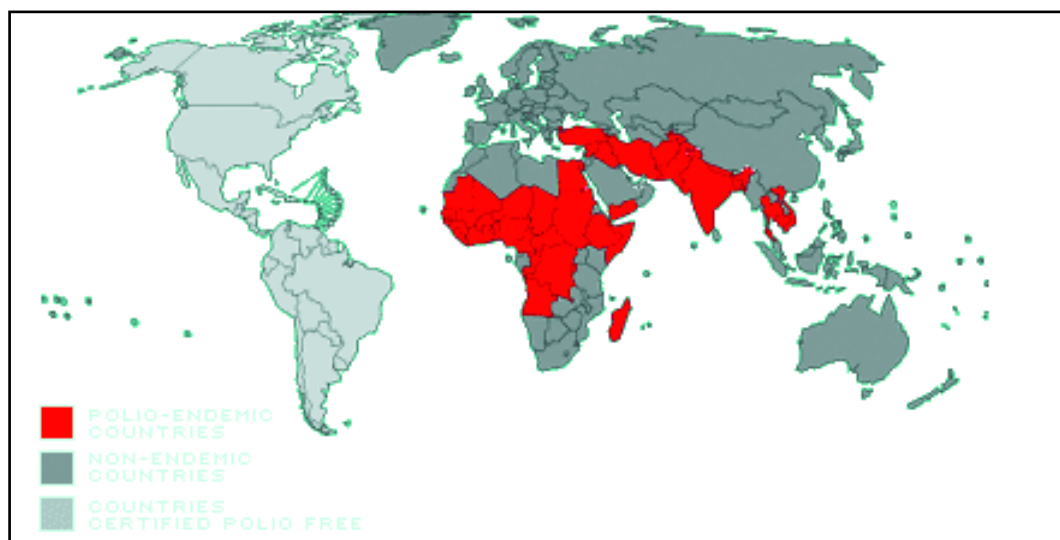 POLIO-ENDEMIC
COUNTRIES
NON-ENDEMIC
COUNTRIES
COUNTRIES
CERTIFIED POLIO FREE